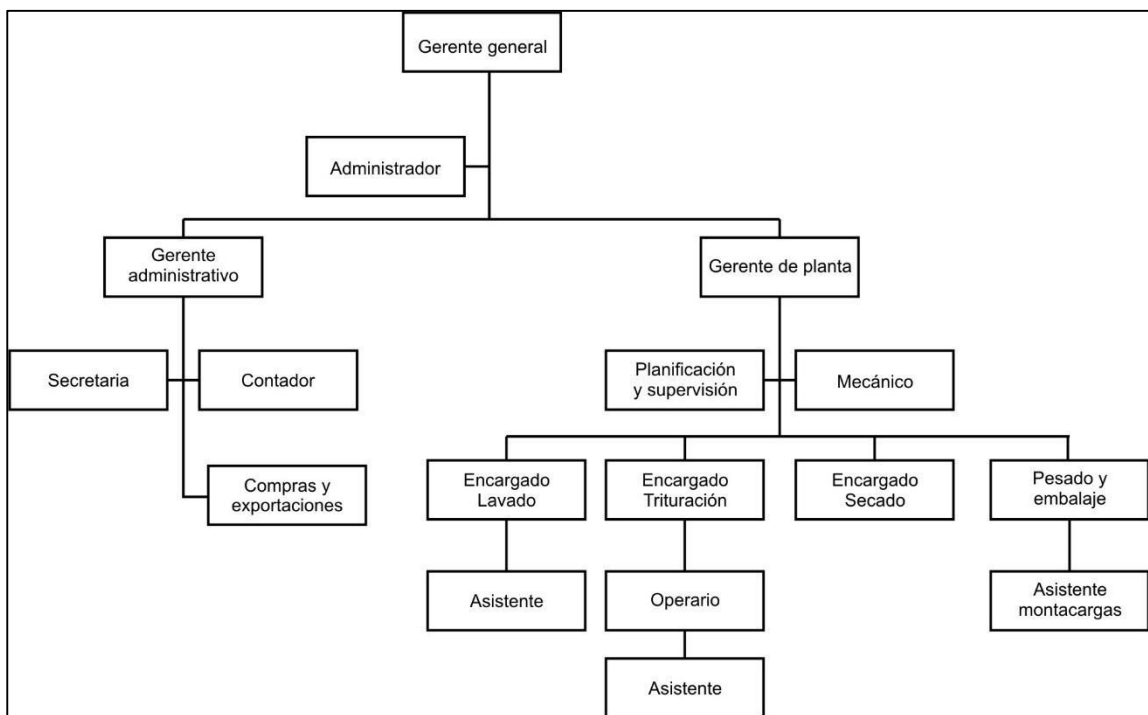 Gerente general
Administrador
Gerente
administrativo
Gerente de planta
Secretaria
Contador
Planificación
y supervisión
Mecánico
Compras y
exportaciones
Encargado
Lavado
Encargado
Trituración
Encargado
Secado
Pesado y
embalaje
Asistente
Operario
Asistente
montacargas
Asistente